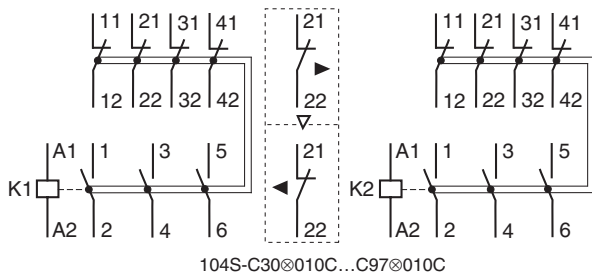 11 21 31 41 21 11 21 31 41
12 22 32 42 22 12 22 32 42
A1 1 3 5 21 A1 1 3 5
K1 K2
A2 2 4 6 22 A2 2 4 6
104S-C30⊗010C...C97⊗010C